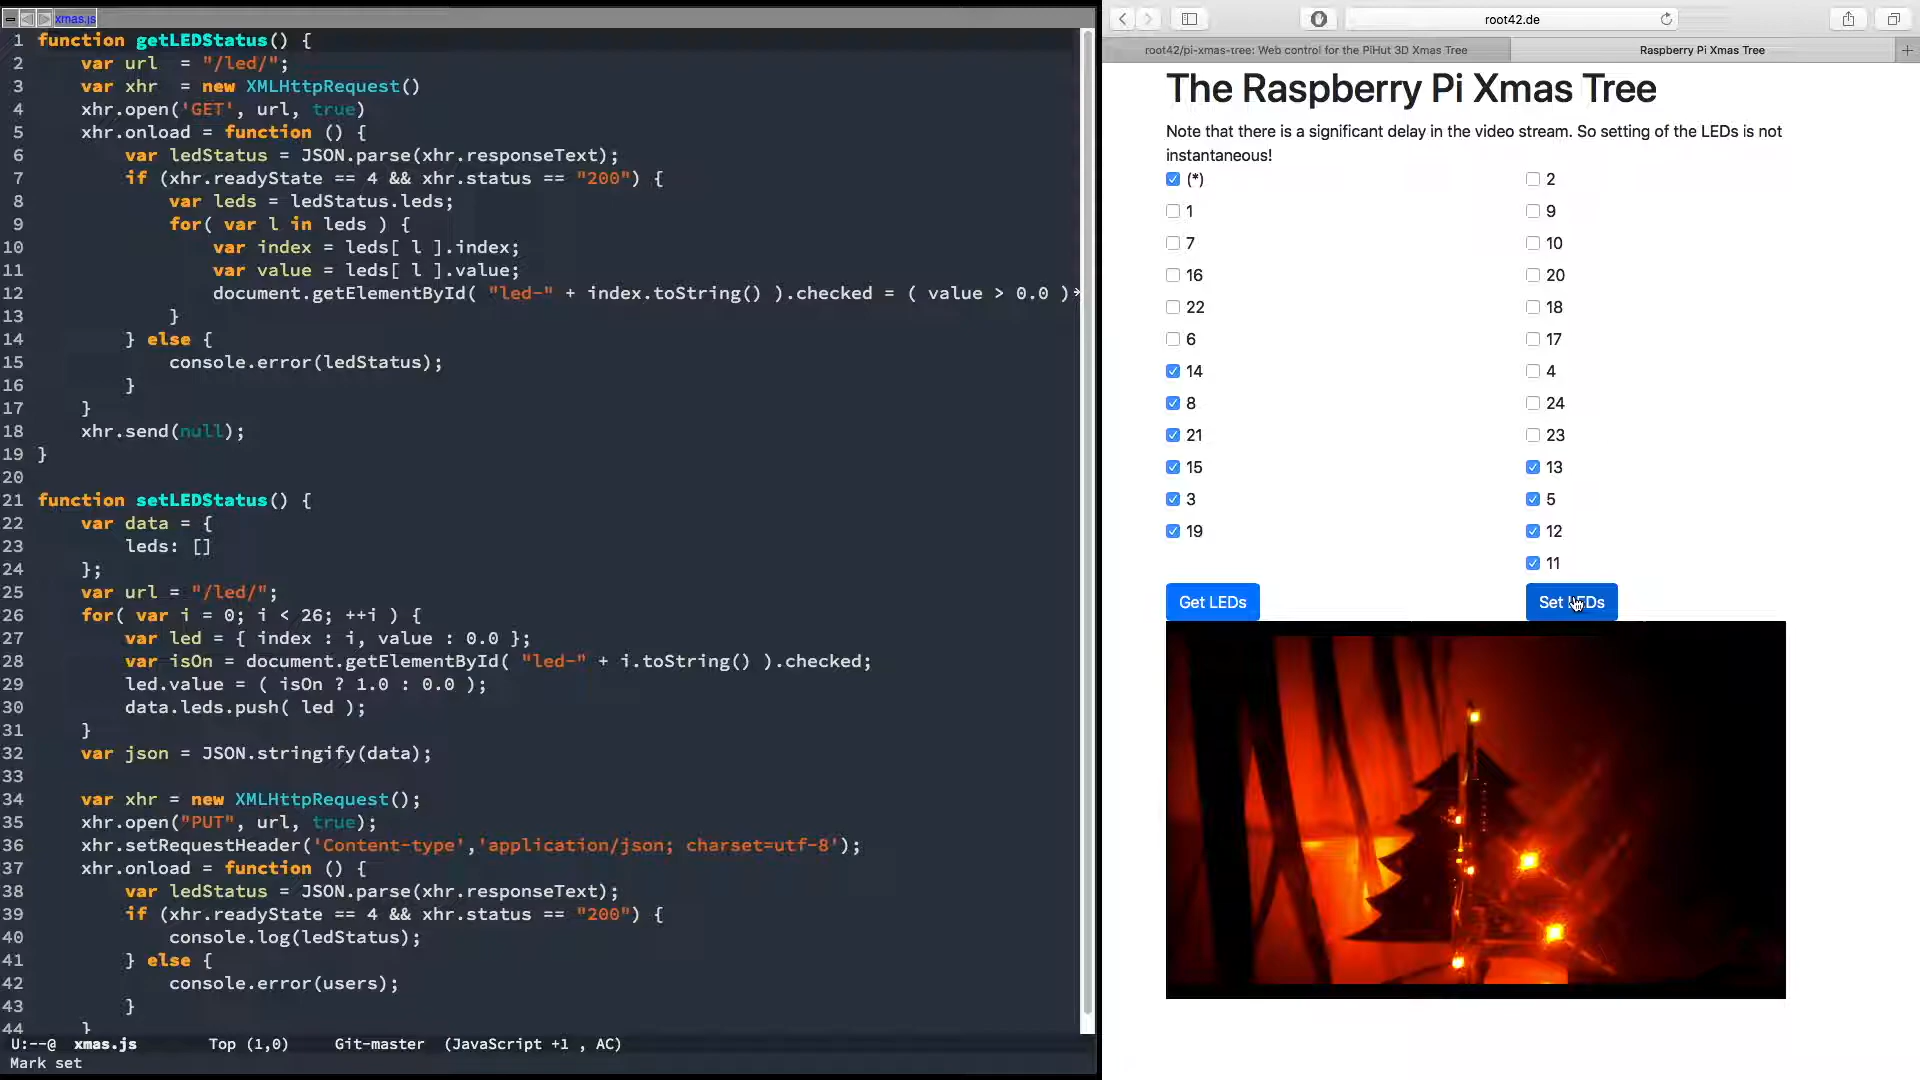 xmas.js
1 function getLEDStatus() {
2 var url  = "/led/";
3 var xhr  = new XMLHttpRequest()
4 xhr.open('GET', url, true)
5 xhr.onload = function () {
6 var ledStatus = JSON.parse(xhr.responseText);
7 if (xhr.readyState == 4 && xhr.status == "200") {
8 var leds = ledStatus.leds;
9 for( var l in leds ) {
10 var index = leds[ l ].index;
11 var value = leds[ l ].value;
12 document.getElementById( "led-" + index.toString() ).checked = ( value > 0.0 )
13 }
14 } else {
15 console.error(ledStatus);
16 }
17 }
18 xhr.send(null);
19 }
20
21 function setLEDStatus() {
22 var data = {
23 leds: []
24 };
25 var url = "/led/";
26 for( var i = 0; i < 26; ++i ) {
27 var led = { index : i, value : 0.0 };
28 var isOn = document.getElementById( "led-" + i.toString() ).checked;
29 led.value = ( isOn ? 1.0 : 0.0 );
30 data.leds.push( led );
31 }
32 var json = JSON.stringify(data);
33
34 var xhr = new XMLHttpRequest();
35 xhr.open("PUT", url, true);
36 xhr.setRequestHeader('Content-type','application/json; charset=utf-8');
37 xhr.onload = function () {
38 var ledStatus = JSON.parse(xhr.responseText);
39 if (xhr.readyState == 4 && xhr.status == "200") {
40 console.log(ledStatus);
41 } else {
42 console.error(users);
43 }
44 }
U:--@  xmas.js Top (1,0) Git-master (JavaScript +1 , AC)
Mark set
root42.de
root42/pi-xmas-tree: Web control for the PiHut 3D Xmas Tree
Raspberry Pi Xmas Tree
The Raspberry Pi Xmas Tree
Note that there is a significant delay in the video stream. So setting of the LEDs is not
instantaneous!
(*) 2
1 9
7 10
16 20
22 18
6 17
14 4
8 24
21 23
15 13
3 5
19 12
11
Get LEDs Set LEDs